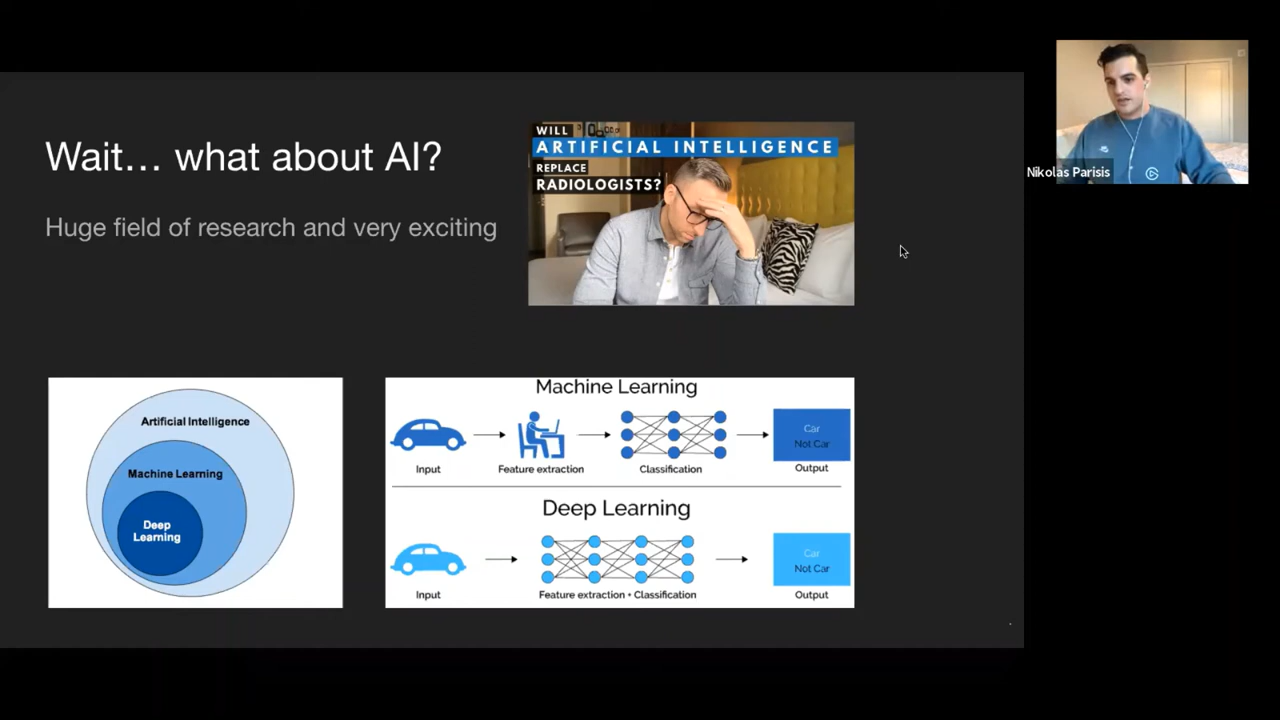 Wait... what about AI?
Huge field of research and very exciting
WILL
ARTIFICIAL INTELLIGENCE
REPLACE
RADIOLOGISTS?
Nikolas Parisis
Artificial Intelligence
Machine Learning
Deep
Learning
Machine Learning
Input
Feature extraction
Classification
Car
Not Car
Output
Deep Learning
Input
Feature extraction + Classification
Car
Not Car
Output